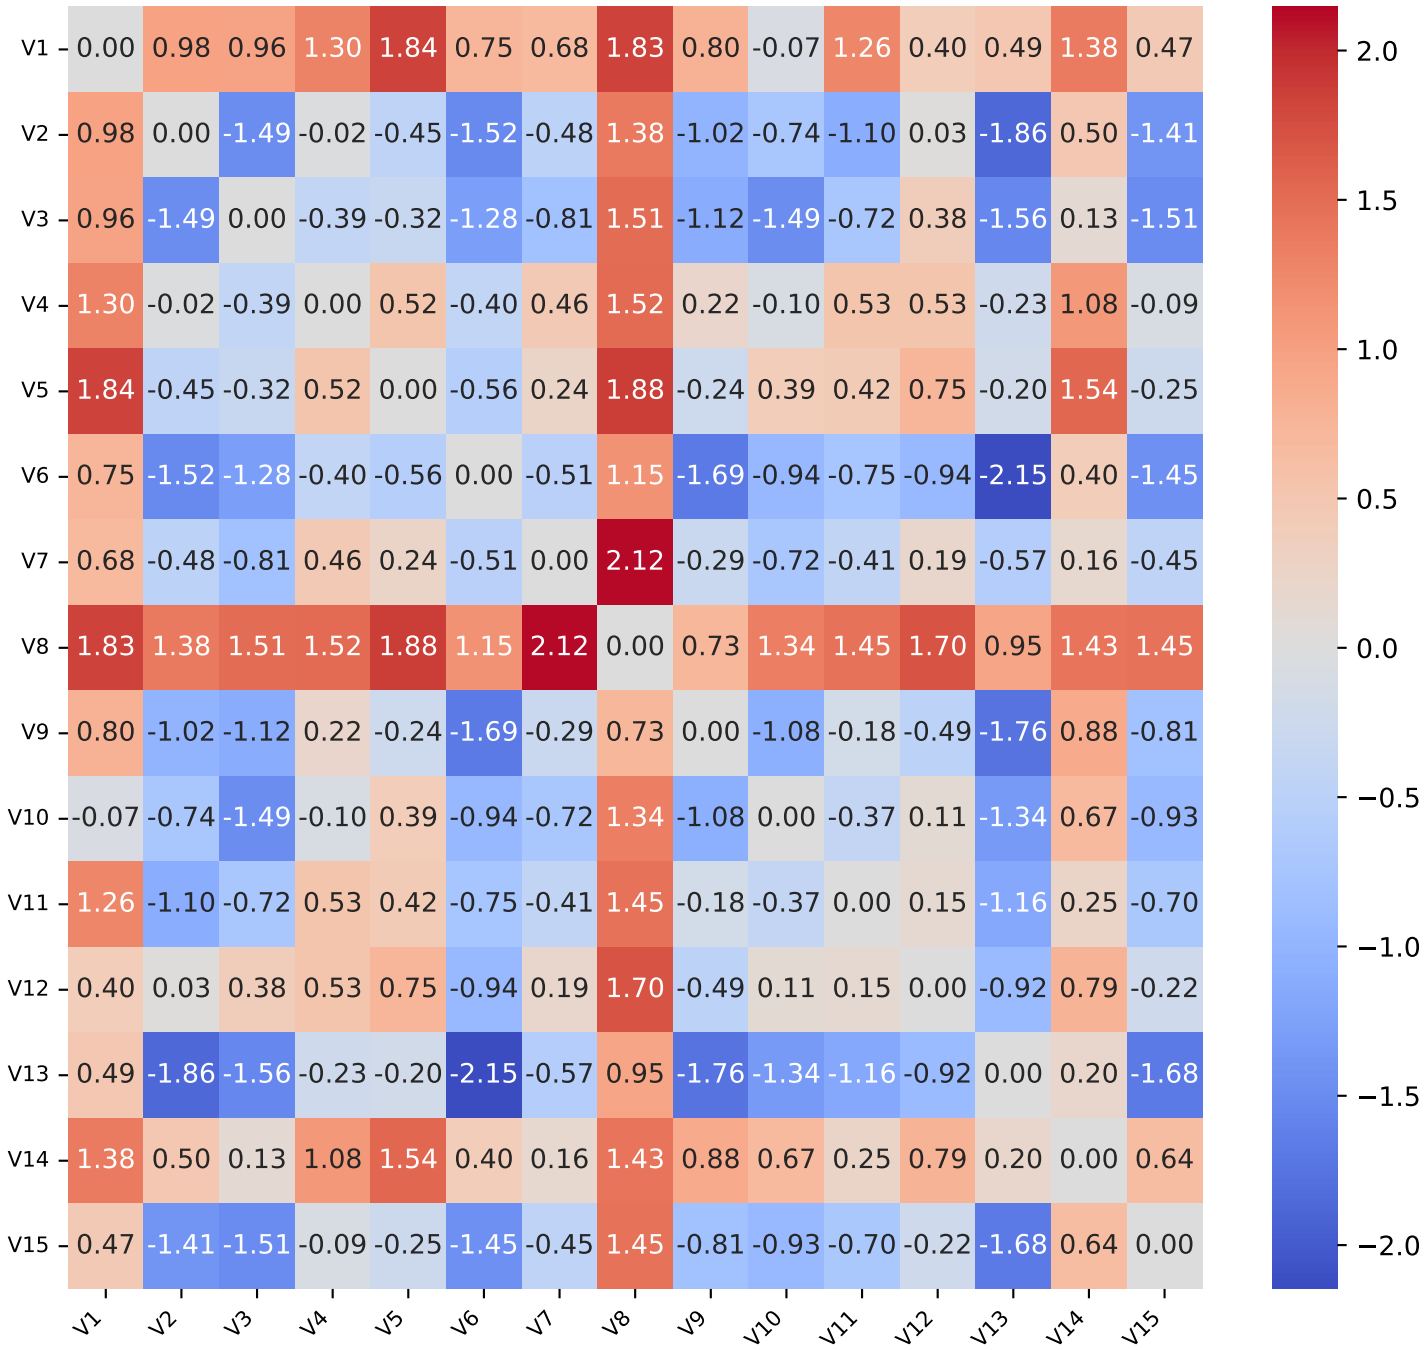 V1 0.00 0.98 0.96 1.30 1.84 0.75 0.68 1.83 0.80 -0.07 1.26 0.40 0.49 1.38 0.47
V2 0.98 0.00 -1.49 -0.02 -0.45 -1.52 -0.48 1.38 -1.02 -0.74 -1.10 0.03 -1.86 0.50 -1.41
V3 0.96 -1.49 0.00 -0.39 -0.32 -1.28 -0.81 1.51 -1.12 -1.49 -0.72 0.38 -1.56 0.13 -1.51
V4 1.30 -0.02 -0.39 0.00 0.52 -0.40 0.46 1.52 0.22 -0.10 0.53 0.53 -0.23 1.08 -0.09
V5 1.84 -0.45 -0.32 0.52 0.00 -0.56 0.24 1.88 -0.24 0.39 0.42 0.75 -0.20 1.54 -0.25
V6 0.75 -1.52 -1.28 -0.40 -0.56 0.00 -0.51 1.15 -1.69 -0.94 -0.75 -0.94 -2.15 0.40 -1.45
V7 0.68 -0.48 -0.81 0.46 0.24 -0.51 0.00 2.12 -0.29 -0.72 -0.41 0.19 -0.57 0.16 -0.45
V8 1.83 1.38 1.51 1.52 1.88 1.15 2.12 0.00 0.73 1.34 1.45 1.70 0.95 1.43 1.45
V9 0.80 -1.02 -1.12 0.22 -0.24 -1.69 -0.29 0.73 0.00 -1.08 -0.18 -0.49 -1.76 0.88 -0.81
V10 -0.07 -0.74 -1.49 -0.10 0.39 -0.94 -0.72 1.34 -1.08 0.00 -0.37 0.11 -1.34 0.67 -0.93
V11 1.26 -1.10 -0.72 0.53 0.42 -0.75 -0.41 1.45 -0.18 -0.37 0.00 0.15 -1.16 0.25 -0.70
V12 0.40 0.03 0.38 0.53 0.75 -0.94 0.19 1.70 -0.49 0.11 0.15 0.00 -0.92 0.79 -0.22
V13 0.49 -1.86 -1.56 -0.23 -0.20 -2.15 -0.57 0.95 -1.76 -1.34 -1.16 -0.92 0.00 0.20 -1.68
V14 1.38 0.50 0.13 1.08 1.54 0.40 0.16 1.43 0.88 0.67 0.25 0.79 0.20 0.00 0.64
V15 0.47 -1.41 -1.51 -0.09 -0.25 -1.45 -0.45 1.45 -0.81 -0.93 -0.70 -0.22 -1.68 0.64 0.00
V1 V2 V3 V4 V5 V6 V7 V8 V9 V10 V11 V12 V13 V14 V15
2.0
1.5
1.0
0.5
0.0
−0.5
−1.0
−1.5
−2.0